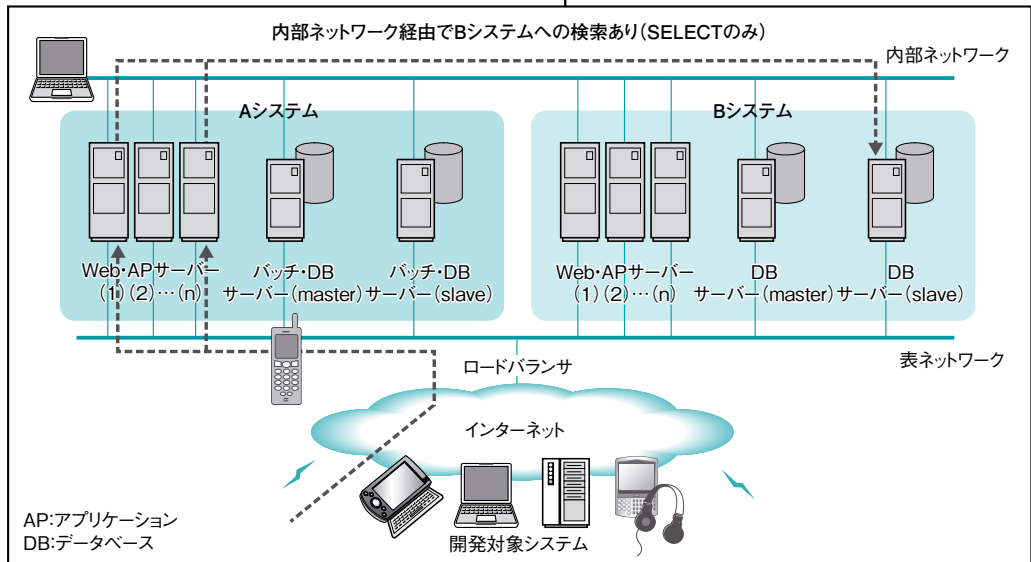 内部ネットワーク経由でBシステムへの検索あり(SELECTのみ)
内部ネットワーク
Aシステム
Bシステム
Web・APサーバー
(1)(2)…(n)
バッチ・DB
サーバー(master)
バッチ・DB
サーバー(slave)
Web・APサーバー
(1)(2)…(n)
DB
サーバー(master)
DB
サーバー(slave)
ロードバランサ
表ネットワーク
インターネット
AP:アプリケーション
DB:データベース
開発対象システム